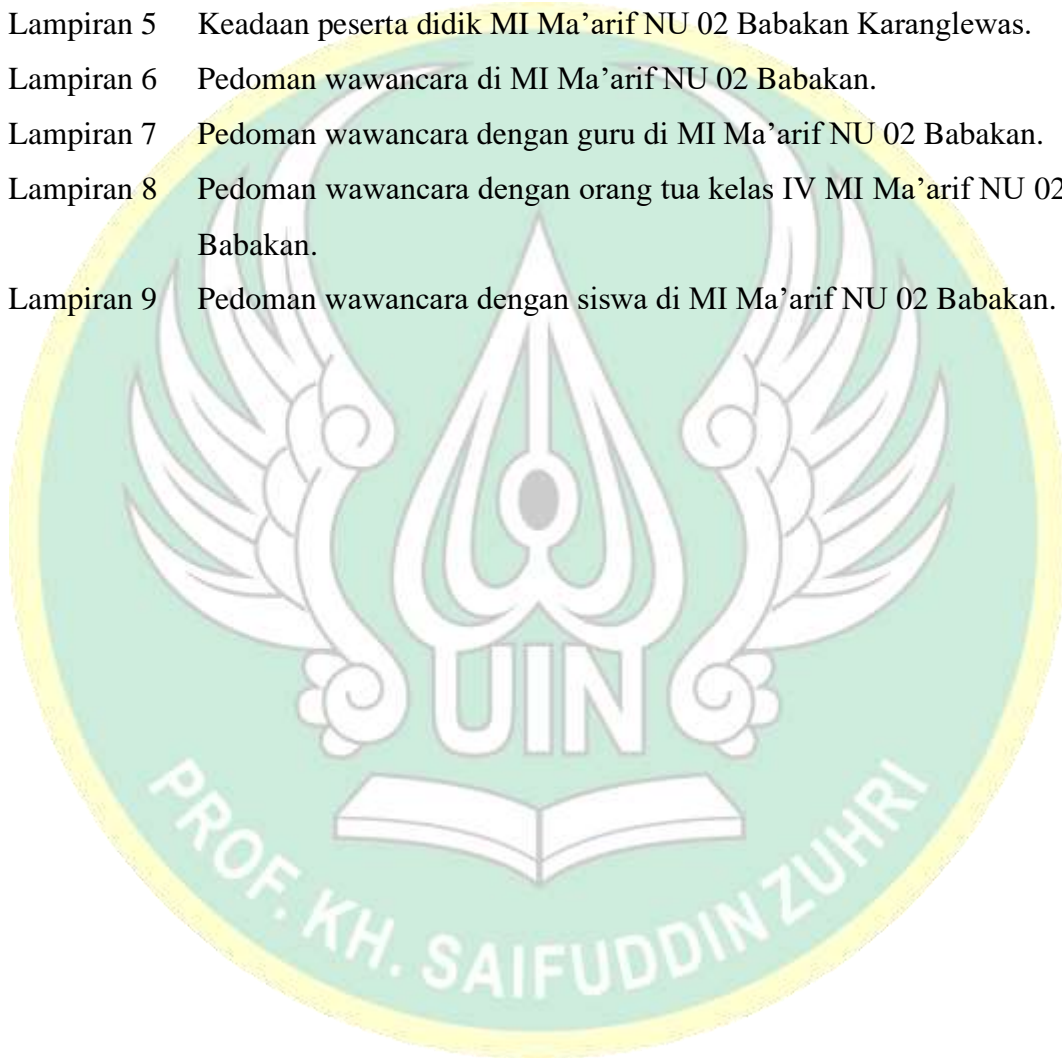 Lampiran 5 Keadaan peserta didik MI Ma’arif NU 02 Babakan Karanglewas.
Lampiran 6 Pedoman wawancara di MI Ma’arif NU 02 Babakan.
Lampiran 7 Pedoman wawancara dengan guru di MI Ma’arif NU 02 Babakan.
Lampiran 8 Pedoman wawancara dengan orang tua kelas IV MI Ma’arif NU 02
Babakan.
Lampiran 9 Pedoman wawancara dengan siswa di MI Ma’arif NU 02 Babakan.
UIN
PROF. KH. SAIFUDDIN ZUHRI